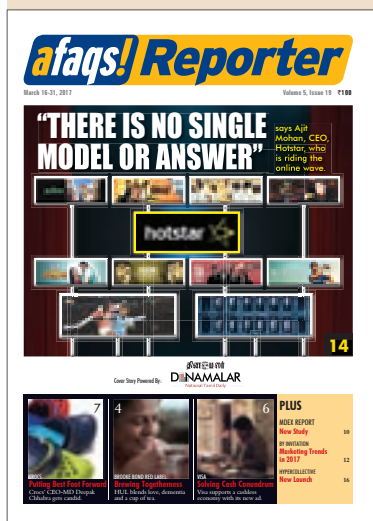 afaqs! Reporter
March 16-31, 2017
Volume 5, Issue 19 ₹100
"THERE IS NO SINGLE
MODEL OR ANSWER"
says Ajit
Mohan, CEO,
Hotstar, who
is riding the
online wave.
hotstar
14
Cover Story Powered By:
தினமலர்
DINAMALAR
National Tamil Daily
7
CROCS
Putting Best Foot Forward
Crocs' CEO-MD Deepak
Chhabra gets candid.
4
BROOKE BOND RED LABEL
Brewing Togetherness
HUL blends love, dementia
and a cup of tea.
6
VISA
Solving Cash Conundrum
Visa supports a cashless
economy with its new ad.
PLUS
MDEX REPORT
New Study 10
BY INVITATION
Marketing Trends
in 2017 12
HYPERCOLLECTIVE
New Launch 16